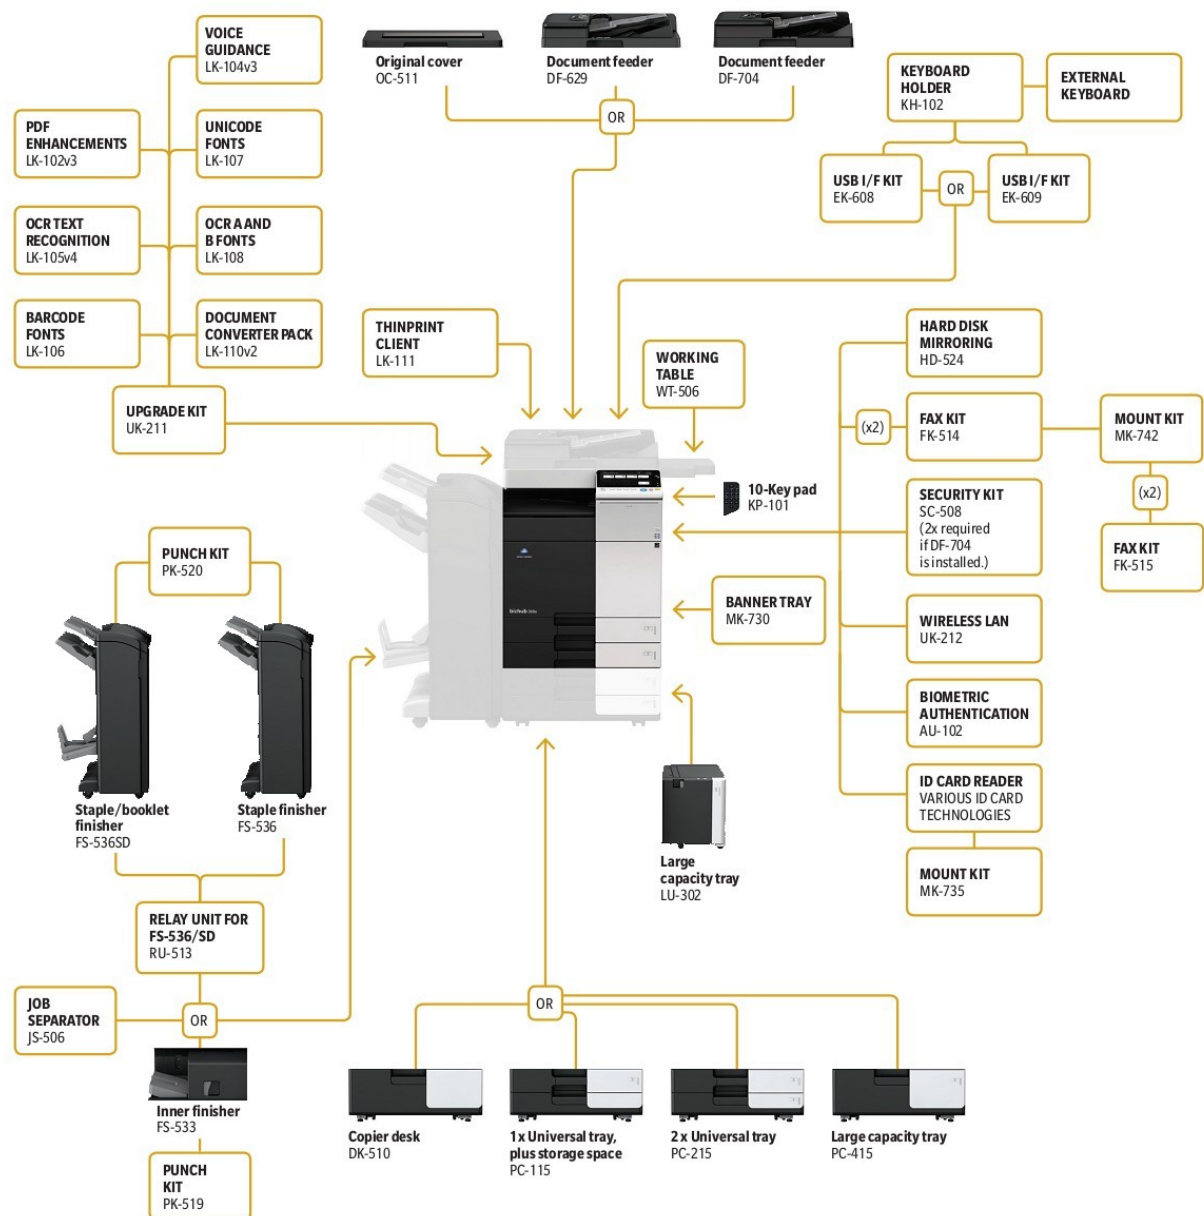 VOICE
GUIDANCE
LK-104v3
Original cover
OC-511
Document feeder
DF-629
Document feeder
DF-704
OR
KEYBOARD
HOLDER
KH-102
EXTERNAL
KEYBOARD
PDF
ENHANCEMENTS
LK-102v3
UNICODE
FONTS
LK-107
USB I/F KIT
EK-608
OR
USB I/F KIT
EK-609
OCR TEXT
RECOGNITION
LK-105v4
OCR A AND
B FONTS
LK-108
BARCODE
FONTS
LK-106
DOCUMENT
CONVERTER PACK
LK-110v2
UPGRADE KIT
UK-211
THINPRINT
CLIENT
LK-111
WORKING
TABLE
WT-506
HARD DISK
MIRRORING
HD-524
(x2)
FAX KIT
FK-514
MOUNT KIT
MK-742
(x2)
FAX KIT
FK-515
10-Key pad
KP-101
SECURITY KIT
SC-508
(2x required
if DF-704
is installed.)
BANNER TRAY
MK-730
WIRELESS LAN
UK-212
BIOMETRIC
AUTHENTICATION
AU-102
ID CARD READER
VARIOUS ID CARD
TECHNOLOGIES
MOUNT KIT
MK-735
PUNCH KIT
PK-520
Staple/booklet
finisher
FS-536SD
Staple finisher
FS-536
Large
capacity tray
LU-302
RELAY UNIT FOR
FS-536/SD
RU-513
JOB
SEPARATOR
JS-506
OR
Inner finisher
FS-533
PUNCH
KIT
PK-519
OR
Copier desk
DK-510
1x Universal tray,
plus storage space
PC-115
2 x Universal tray
PC-215
Large capacity tray
PC-415
bizhub